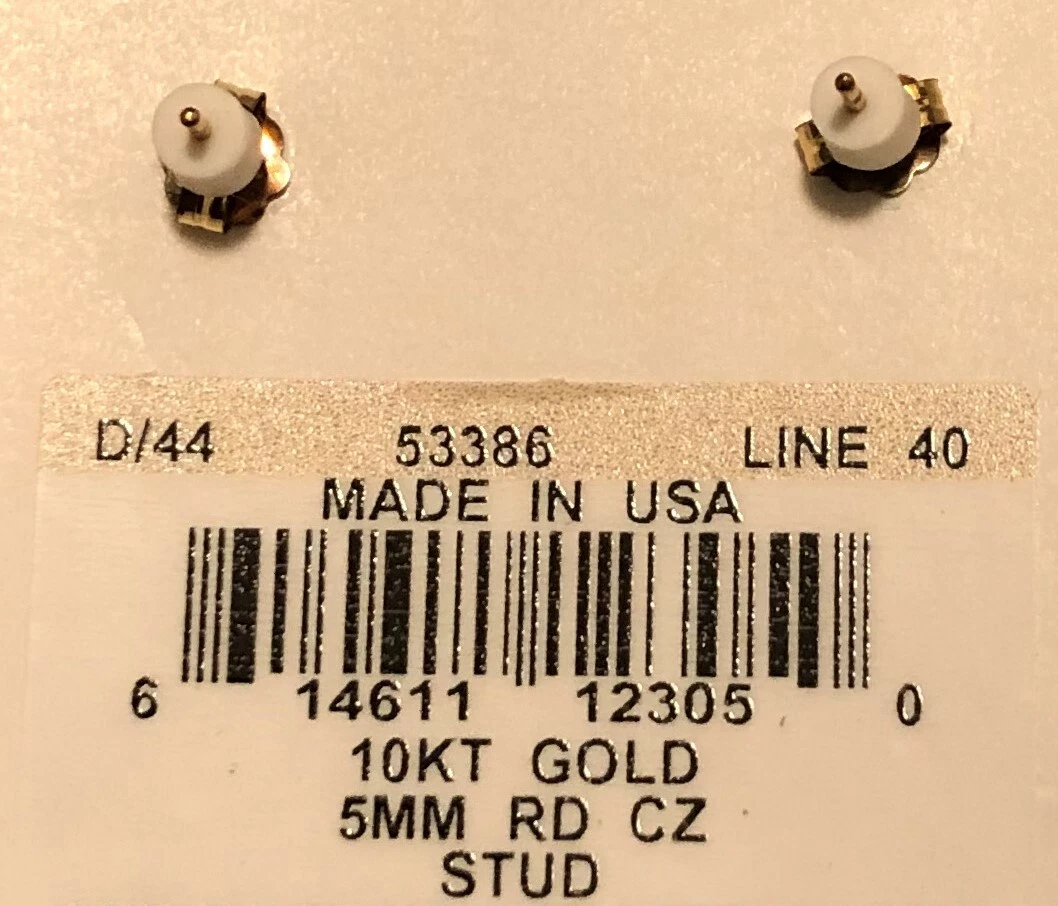 D/44 53386 LINE 40
MADE IN USA
6 14611 12305 0
10KT GOLD
5MM RD CZ
STUD